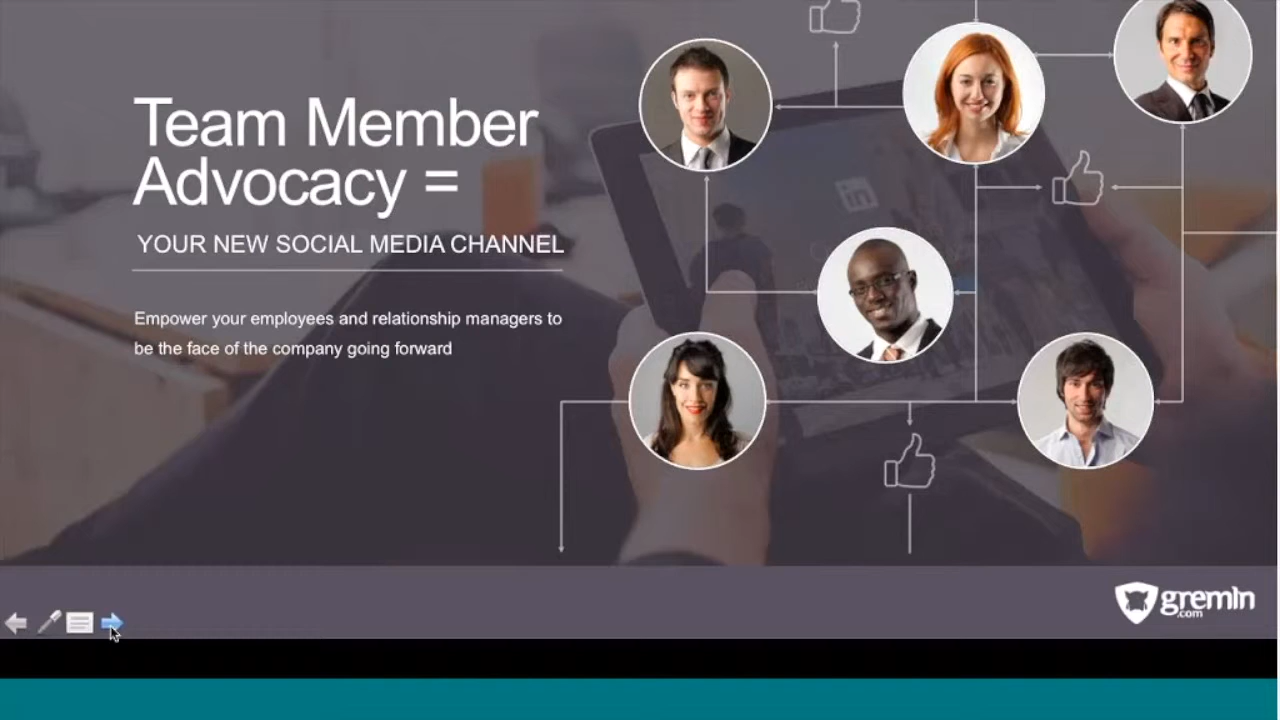 Team Member
Advocacy =
YOUR NEW SOCIAL MEDIA CHANNEL
Empower your employees and relationship managers to
be the face of the company going forward
in
gremln
.com